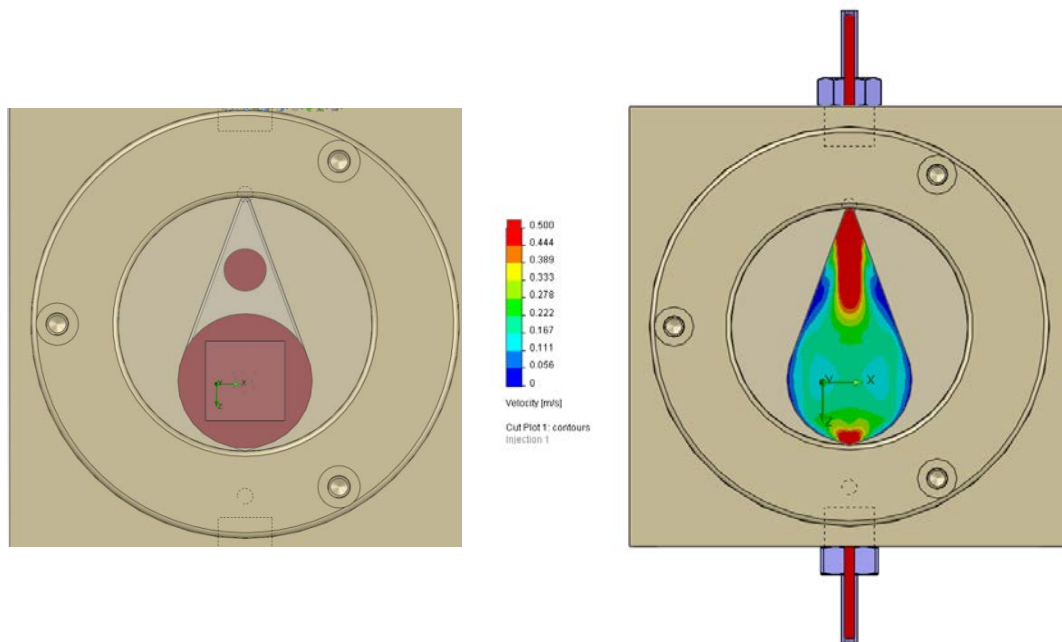 X
Z
0.500
0.444
0.389
0.333
0.278
0.222
0.167
0.111
0.056
0
Velocity [m/s]
Cut Plot 1: contours
Injection 1
Y
X
Z